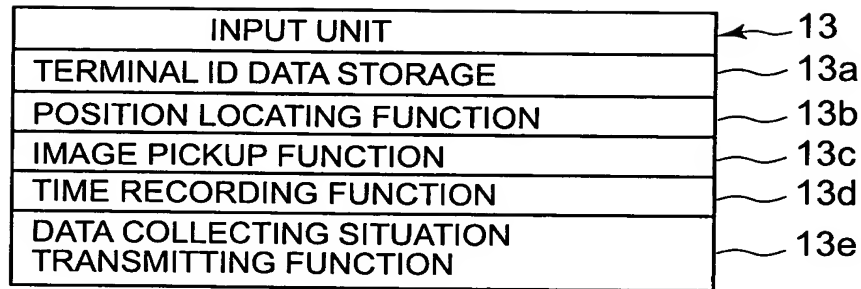 INPUT UNIT 13
TERMINAL ID DATA STORAGE 13a
POSITION LOCATING FUNCTION 13b
IMAGE PICKUP FUNCTION 13c
TIME RECORDING FUNCTION 13d
DATA COLLECTING SITUATION
TRANSMITTING FUNCTION 13e